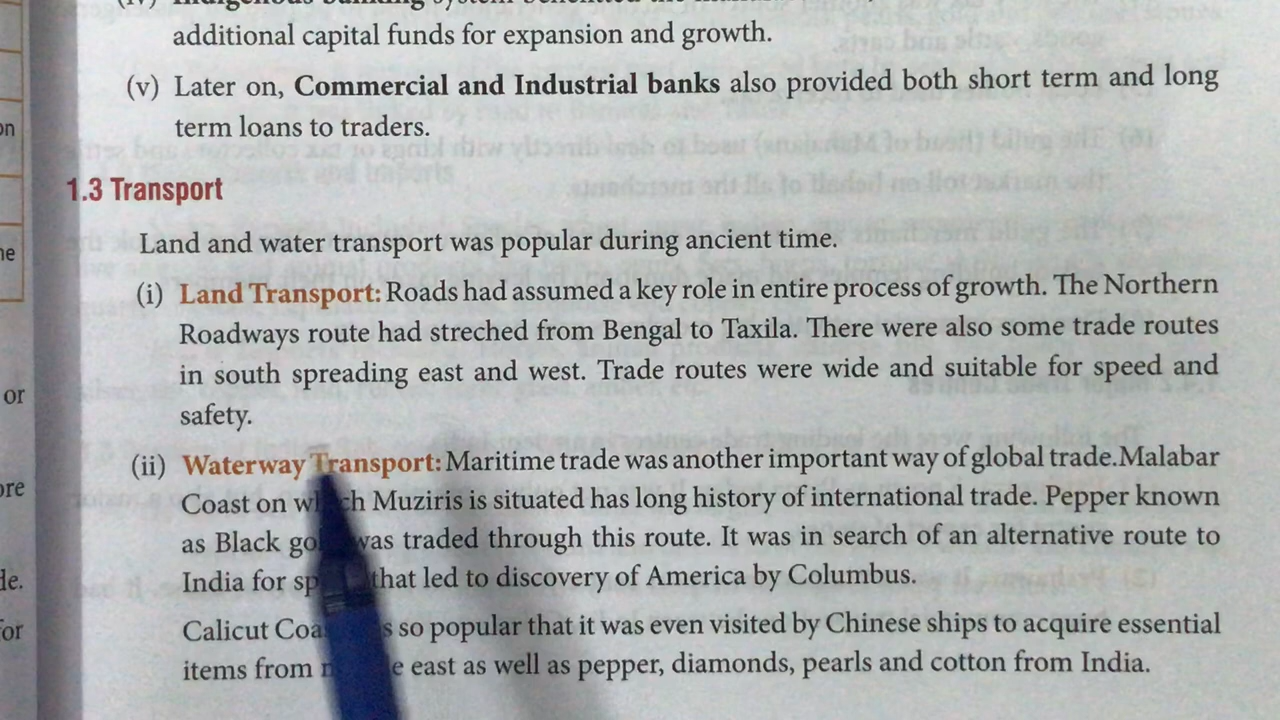 additional capital funds for expansion and growth.
(v) Later on, Commercial and Industrial banks also provided both short term and long
term loans to traders.
1.3 Transport
Land and water transport was popular during ancient time.
(i) Land Transport: Roads had assumed a key role in entire process of growth. The Northern
Roadways route had streched from Bengal to Taxila. There were also some trade routes
in south spreading east and west. Trade routes were wide and suitable for speed and
safety.
(ii) Waterway Transport: Maritime trade was another important way of global trade.Malabar
Coast on which Muziris is situated has long history of international trade. Pepper known
as Black was traded through this route. It was in search of an alternative route to
India for that led to discovery of America by Columbus.
Calicut so popular that it was even visited by Chinese ships to acquire essential
items from east as well as pepper, diamonds, pearls and cotton from India.
or